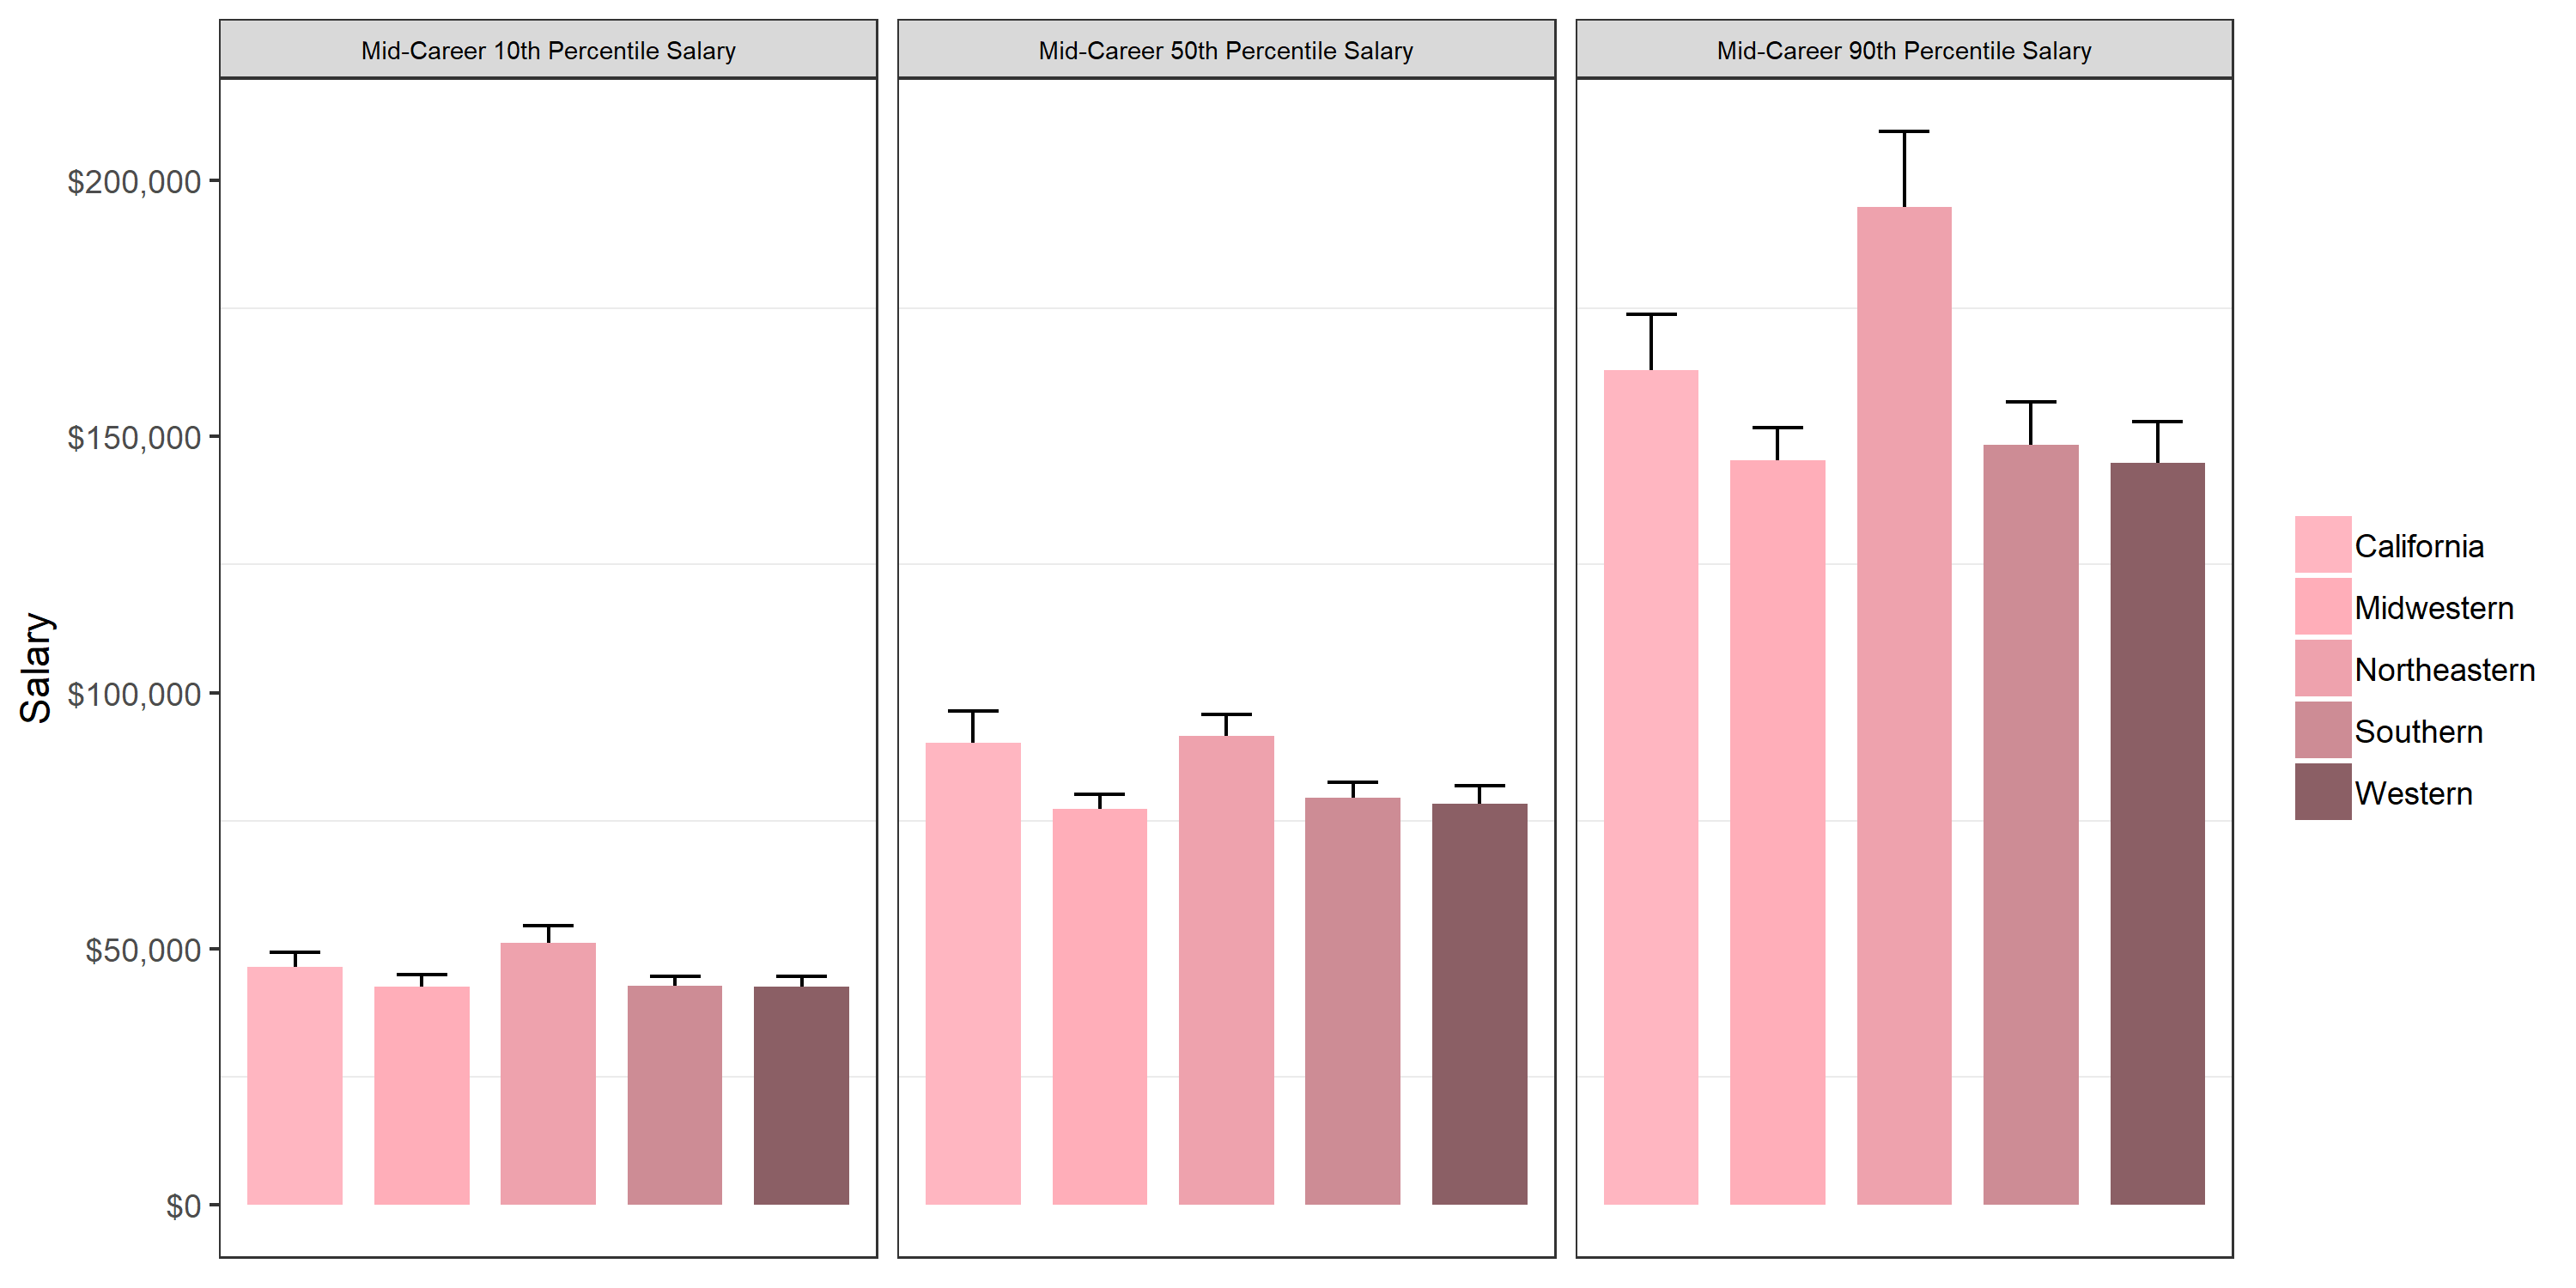 Mid-Career 10th Percentile Salary
Mid-Career 50th Percentile Salary
Mid-Career 90th Percentile Salary
Salary
$200,000
$150,000
$100,000
$50,000
$0
California
Midwestern
Northeastern
Southern
Western